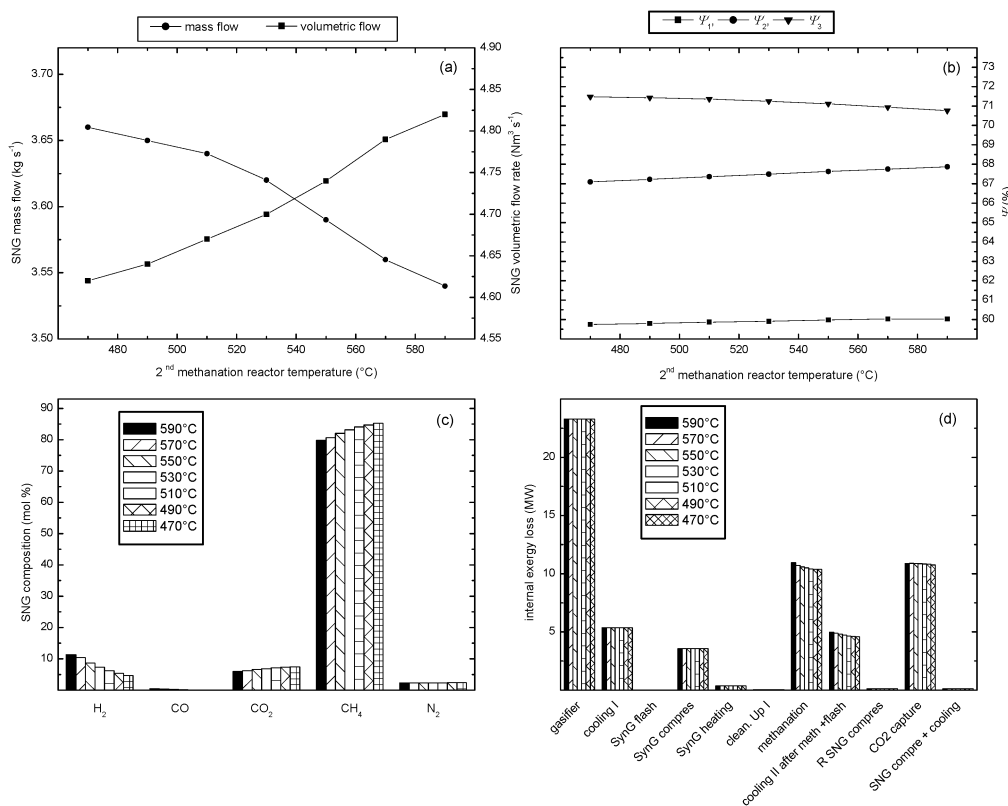 mass flow
volumetric flow
(a)
3.70
3.65
3.60
3.55
3.50
SNG mass flow (kg s⁻¹)
4.90
4.85
4.80
4.75
4.70
4.65
4.60
4.55
SNG volumetric flow rate (Nm³ s⁻¹)
480 500 520 540 560 580
2ⁿᵈ methanation reactor temperature (°C)
Ψ₁, Ψ₂, Ψ₃
(b)
73
72
71
70
69
68
67
66
65
64
63
62
61
60
Ψ(%)
480 500 520 540 560 580
2ⁿᵈ methanation reactor temperature (°C)
(c)
590°C
570°C
550°C
530°C
510°C
490°C
470°C
90
80
70
60
50
40
30
20
10
SNG composition (mol %)
H₂ CO CO₂ CH₄ N₂
(d)
590°C
570°C
550°C
530°C
510°C
490°C
470°C
20
15
10
5
internal exergy loss (MW)
gasifier
cooling I
SynG flash
SynG compres
SynG heating
clean. Up I
methanation
cooling II after meth +flash
R SNG compres
CO2 capture
SNG compre + cooling